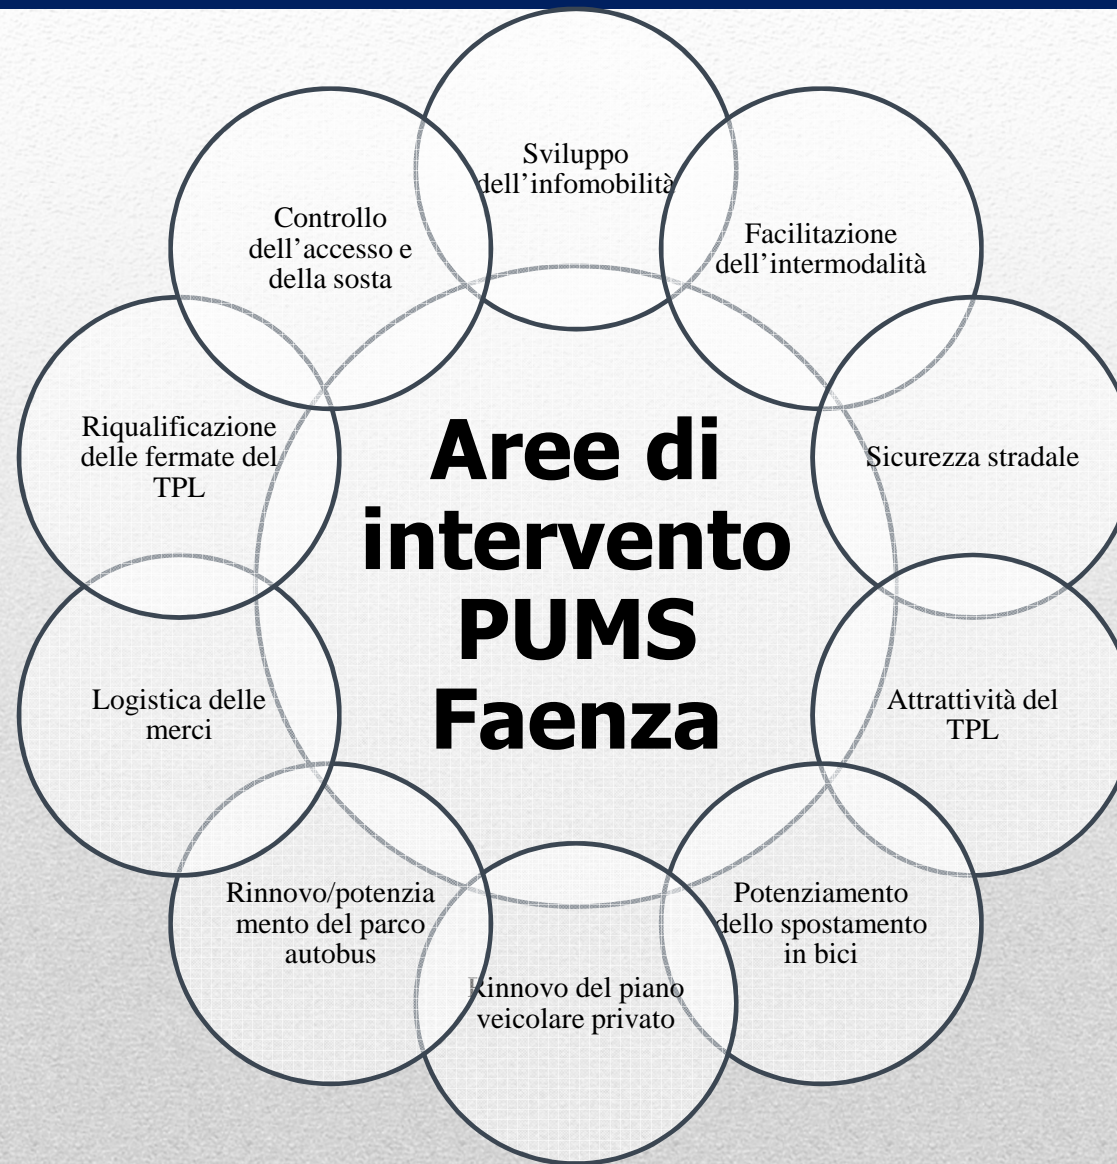 Sviluppo
dell’infomobilità
Facilitazione
dell’intermodalità
Sicurezza stradale
Attrattività del
TPL
Potenziamento
dello spostamento
in bici
Rinnovo del piano
veicolare privato
Rinnovo/potenzia
mento del parco
autobus
Logistica delle
merci
Riqualificazione
delle fermate del
TPL
Controllo
dell’accesso e
della sosta
Aree di
intervento
PUMS
Faenza